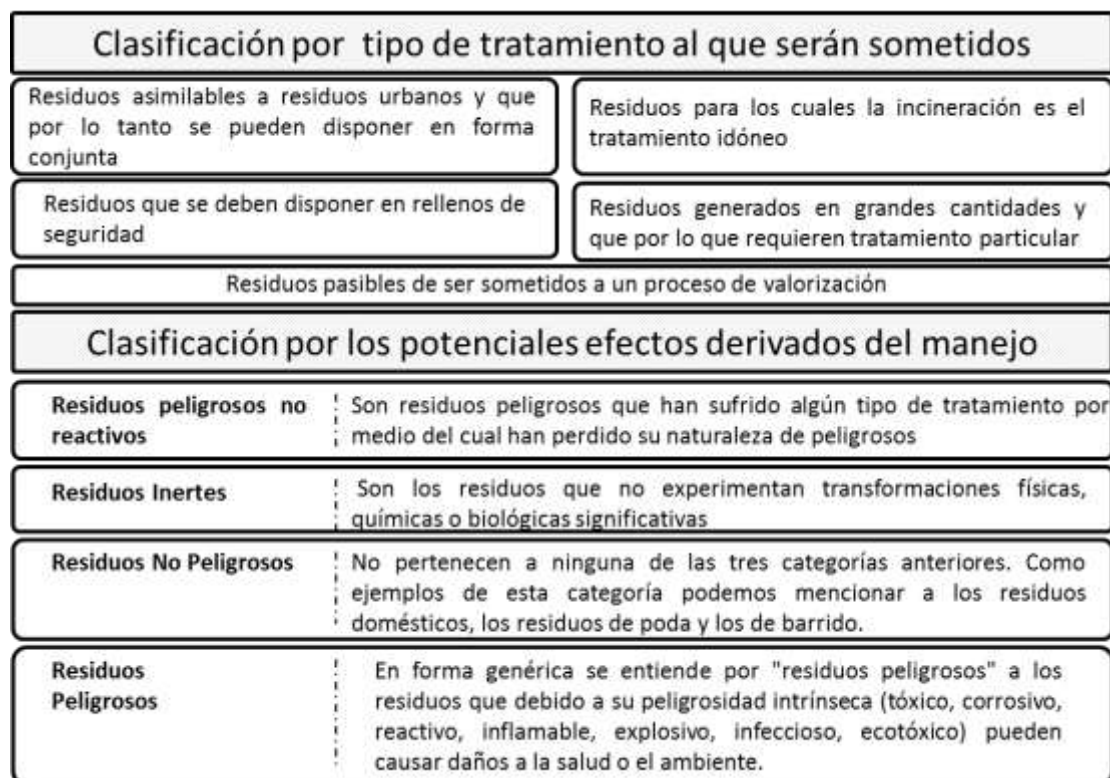 Clasificación por tipo de tratamiento al que serán sometidos
Residuos asimilables a residuos urbanos y que
por lo tanto se pueden disponer en forma
conjunta
Residuos para los cuales la incineración es el
tratamiento idóneo
Residuos que se deben disponer en rellenos de
seguridad
Residuos generados en grandes cantidades y
que por lo que requieren tratamiento particular
Residuos pasibles de ser sometidos a un proceso de valorización
Clasificación por los potenciales efectos derivados del manejo
Residuos peligrosos no
reactivos
Son residuos peligrosos que han sufrido algún tipo de tratamiento por
medio del cual han perdido su naturaleza de peligrosos
Residuos Inertes
Son los residuos que no experimentan transformaciones físicas,
químicas o biológicas significativas
Residuos No Peligrosos
No pertenecen a ninguna de las tres categorías anteriores. Como
ejemplos de esta categoría podemos mencionar a los residuos
domésticos, los residuos de poda y los de barrido.
Residuos
Peligrosos
En forma genérica se entiende por "residuos peligrosos" a los
residuos que debido a su peligrosidad intrínseca (tóxico, corrosivo,
reactivo, inflamable, explosivo, infeccioso, ecotóxico) pueden
causar daños a la salud o el ambiente.